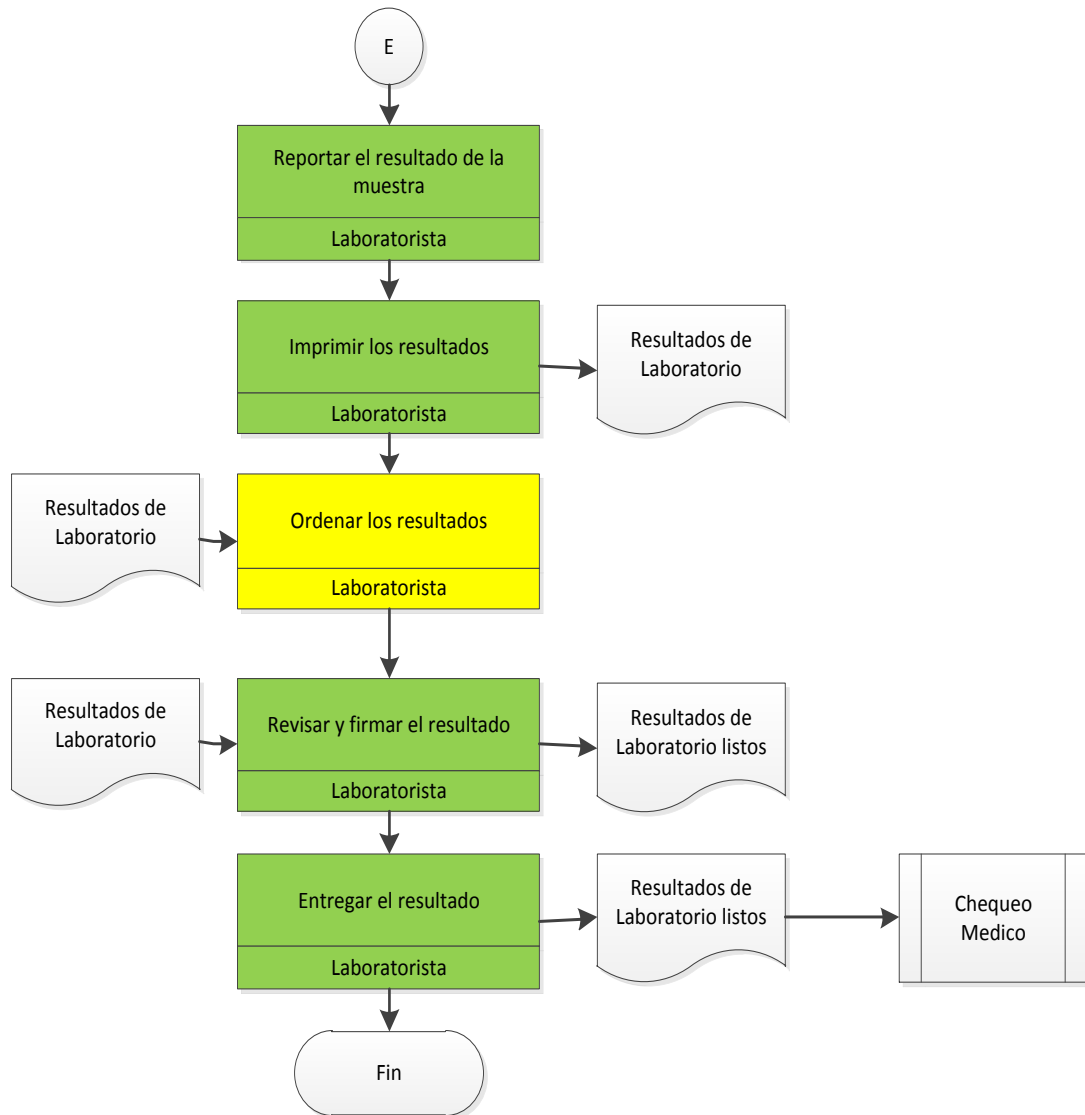 E
Reportar el resultado de la
muestra
Laboratorista
Imprimir los resultados
Laboratorista
Resultados de
Laboratorio
Resultados de
Laboratorio
Ordenar los resultados
Laboratorista
Resultados de
Laboratorio
Revisar y firmar el resultado
Laboratorista
Resultados de
Laboratorio listos
Entregar el resultado
Laboratorista
Resultados de
Laboratorio listos
Chequeo
Medico
Fin